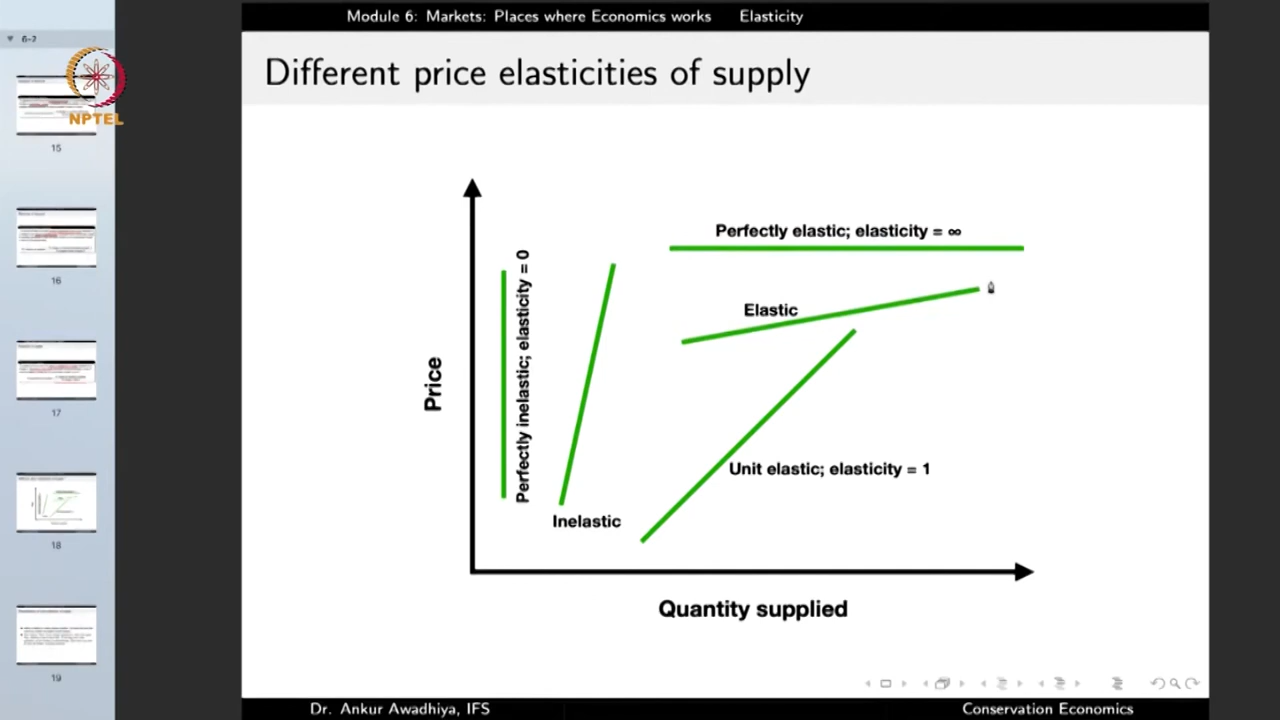 Module 6: Markets: Places where Economics works Elasticity
6-2
NPTEL
Different price elasticities of supply
Perfectly elastic; elasticity = ∞
Perfectly inelastic; elasticity = 0
Elastic
Price
Unit elastic; elasticity = 1
Inelastic
Quantity supplied
15
16
17
18
19
Dr. Ankur Awadhiya, IFS
Conservation Economics